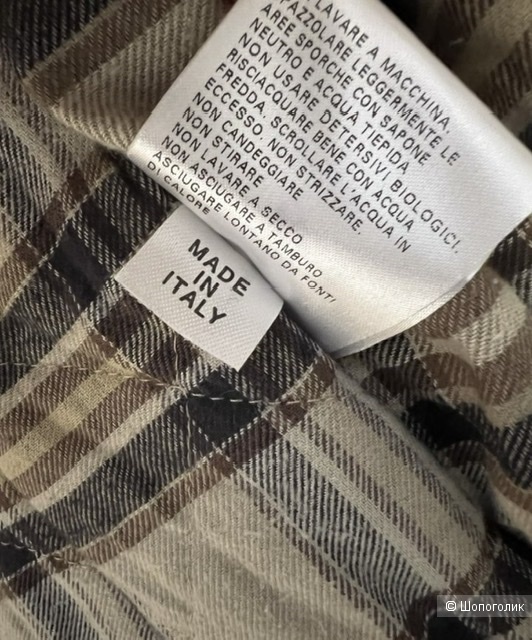 LAVARE A MACCHINA.
AZZOLARE LEGGERMENTE LE
AREE SPORCHE CON SAPONE
NEUTRO E ACQUA TIEPIDA
NON USARE DETERSIVI BIOLOGICI.
RISCIACQUARE BENE CON ACQUA
FREDDA. SCROLLARE L'ACQUA IN
ECCESSO. NON STRIZZARE.
NON CANDEGGIARE
NON STIRARE
NON LAVARE A SECCO
NON ASCIUGARE A TAMBURO
ASCIUGARE LONTANO DA FONTI
DI CALORE
MADE
IN
ITALY
© Шопоголик